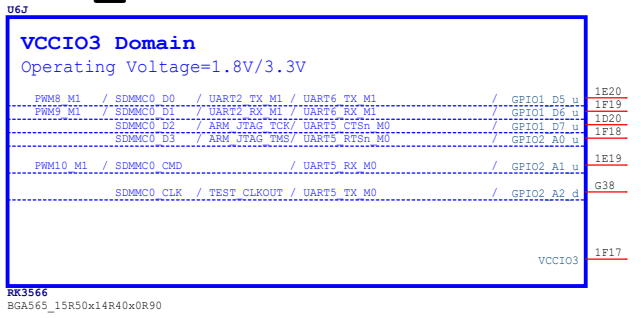 U6J
VCCIO3 Domain
Operating Voltage=1.8V/3.3V
PWM8_M1 / SDMMC0_D0 / UART2_TX_M1 / UART6_TX_M1 / GPIO1_D5_u 1E20
PWM9_M1 / SDMMC0_D1 / UART2_RX_M1 / UART6_RX_M1 / GPIO1_D6_u 1F19
SDMMC0_D2 / ARM_JTAG_TCK/ UART5_CTSn_M0 / GPIO1_D7_u 1D20
SDMMC0_D3 / ARM_JTAG_TMS/ UART5_RTSn_M0 / GPIO2_A0_u 1F18
PWM10_M1 / SDMMC0_CMD / UART5_RX_M0 / GPIO2_A1_u 1E19
SDMMC0_CLK / TEST_CLKOUT / UART5_TX_M0 / GPIO2_A2_d G38
VCCIO3 1F17
RK3566
BGA565_15R50x14R40x0R90